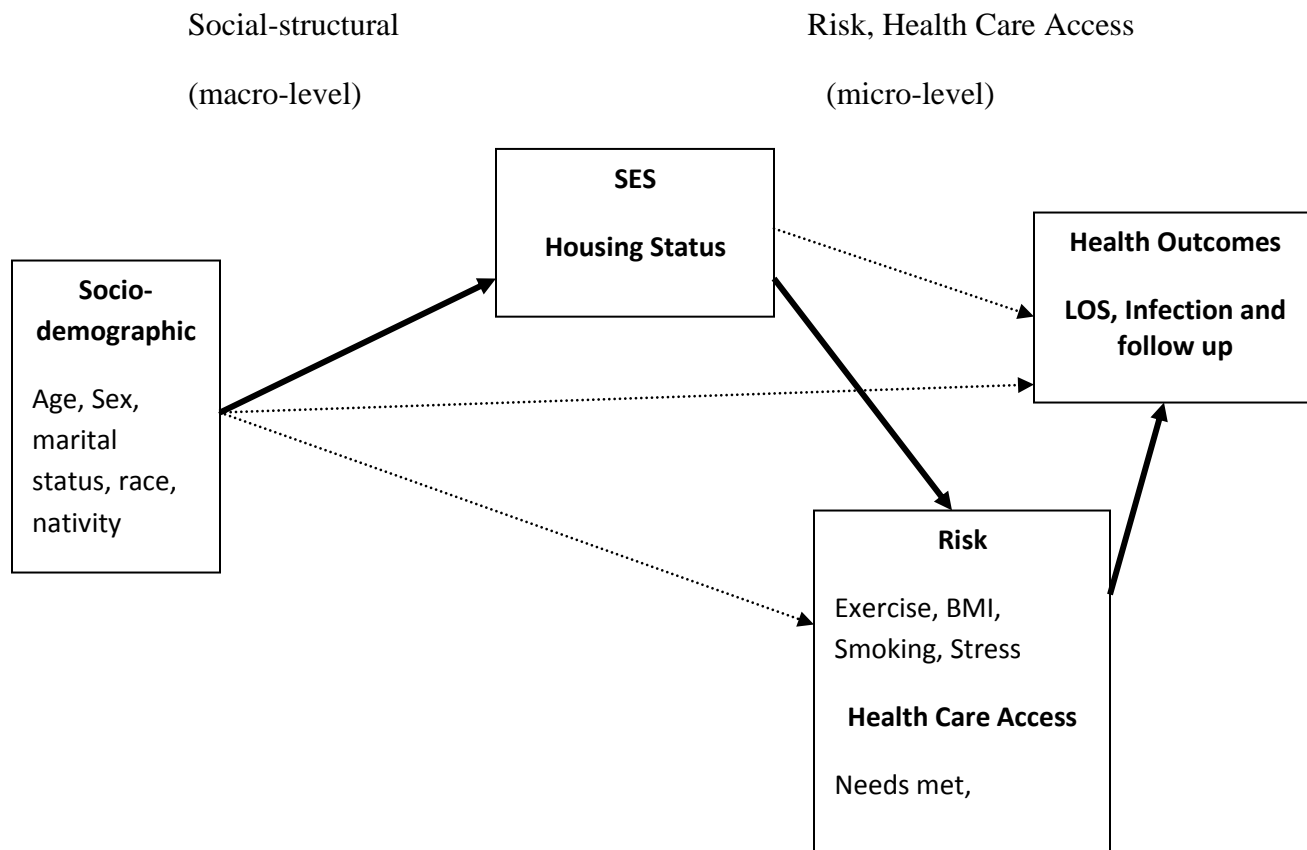 Social-structural
Risk, Health Care Access
(macro-level)
(micro-level)
SES
Housing Status
Health Outcomes
LOS, Infection and
follow up
Socio-
demographic
Age, Sex,
marital
status, race,
nativity
Risk
Exercise, BMI,
Smoking, Stress
Health Care Access
Needs met,